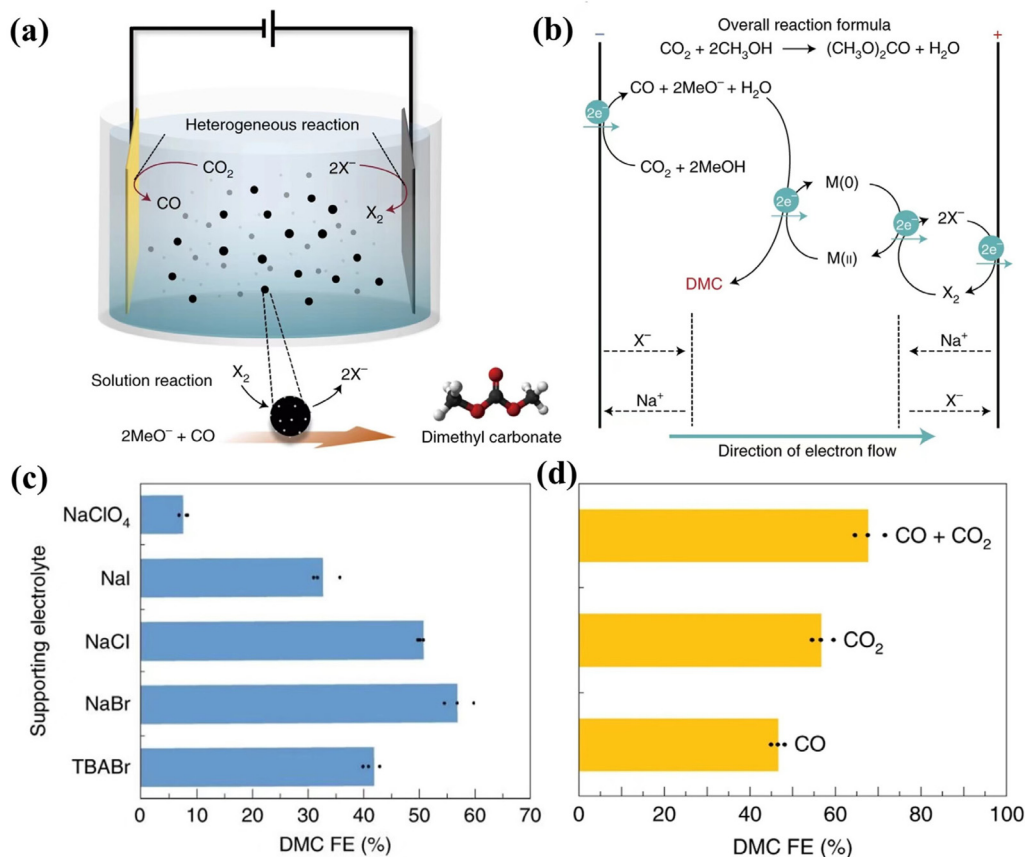 (a)
Heterogeneous reaction
CO₂
CO
2X⁻
X₂
Solution reaction
X₂
2X⁻
2MeO⁻ + CO
Dimethyl carbonate
(b)
Overall reaction formula
CO₂ + 2CH₃OH → (CH₃O)₂CO + H₂O
−
+
CO + 2MeO⁻ + H₂O
2e⁻
CO₂ + 2MeOH
M(0)
2e⁻
2e⁻
2X⁻
2e⁻
M(II)
DMC
X₂
X⁻
Na⁺
Na⁺
X⁻
Direction of electron flow
(c)
Supporting electrolyte
NaClO₄
NaI
NaCl
NaBr
TBABr
0 10 20 30 40 50 60 70
DMC FE (%)
(d)
CO + CO₂
CO₂
CO
0 20 40 60 80 100
DMC FE (%)